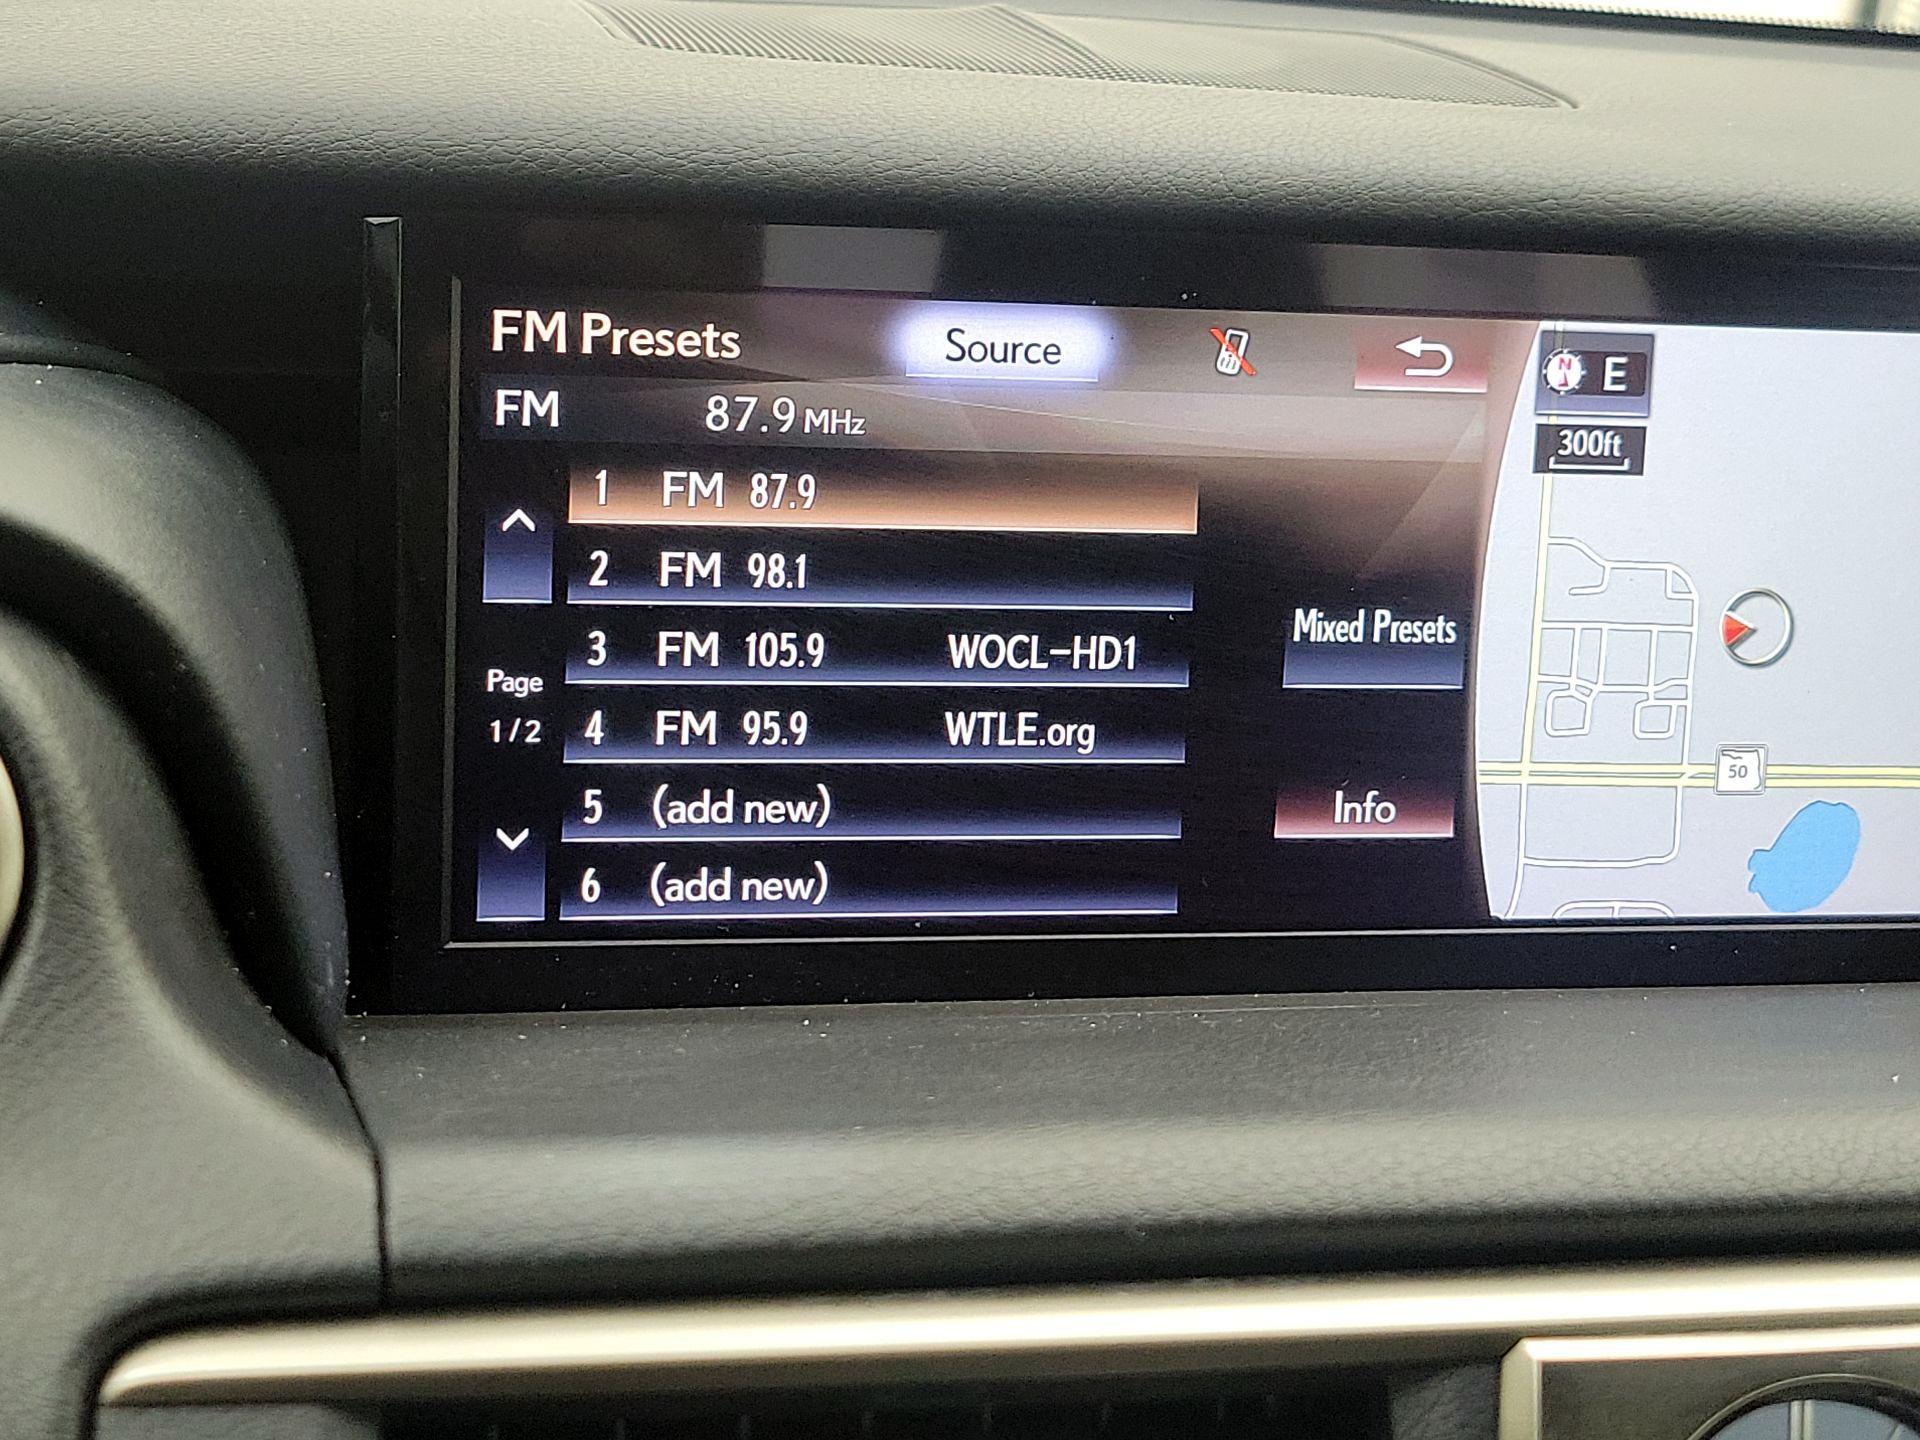 FM Presets
Source
FM 87.9 MHz
1 FM 87.9
2 FM 98.1
3 FM 105.9 WOCL-HD1
4 FM 95.9 WTLE.org
5 (add new)
6 (add new)
Page
1/2
Mixed Presets
Info
N E
300ft
50